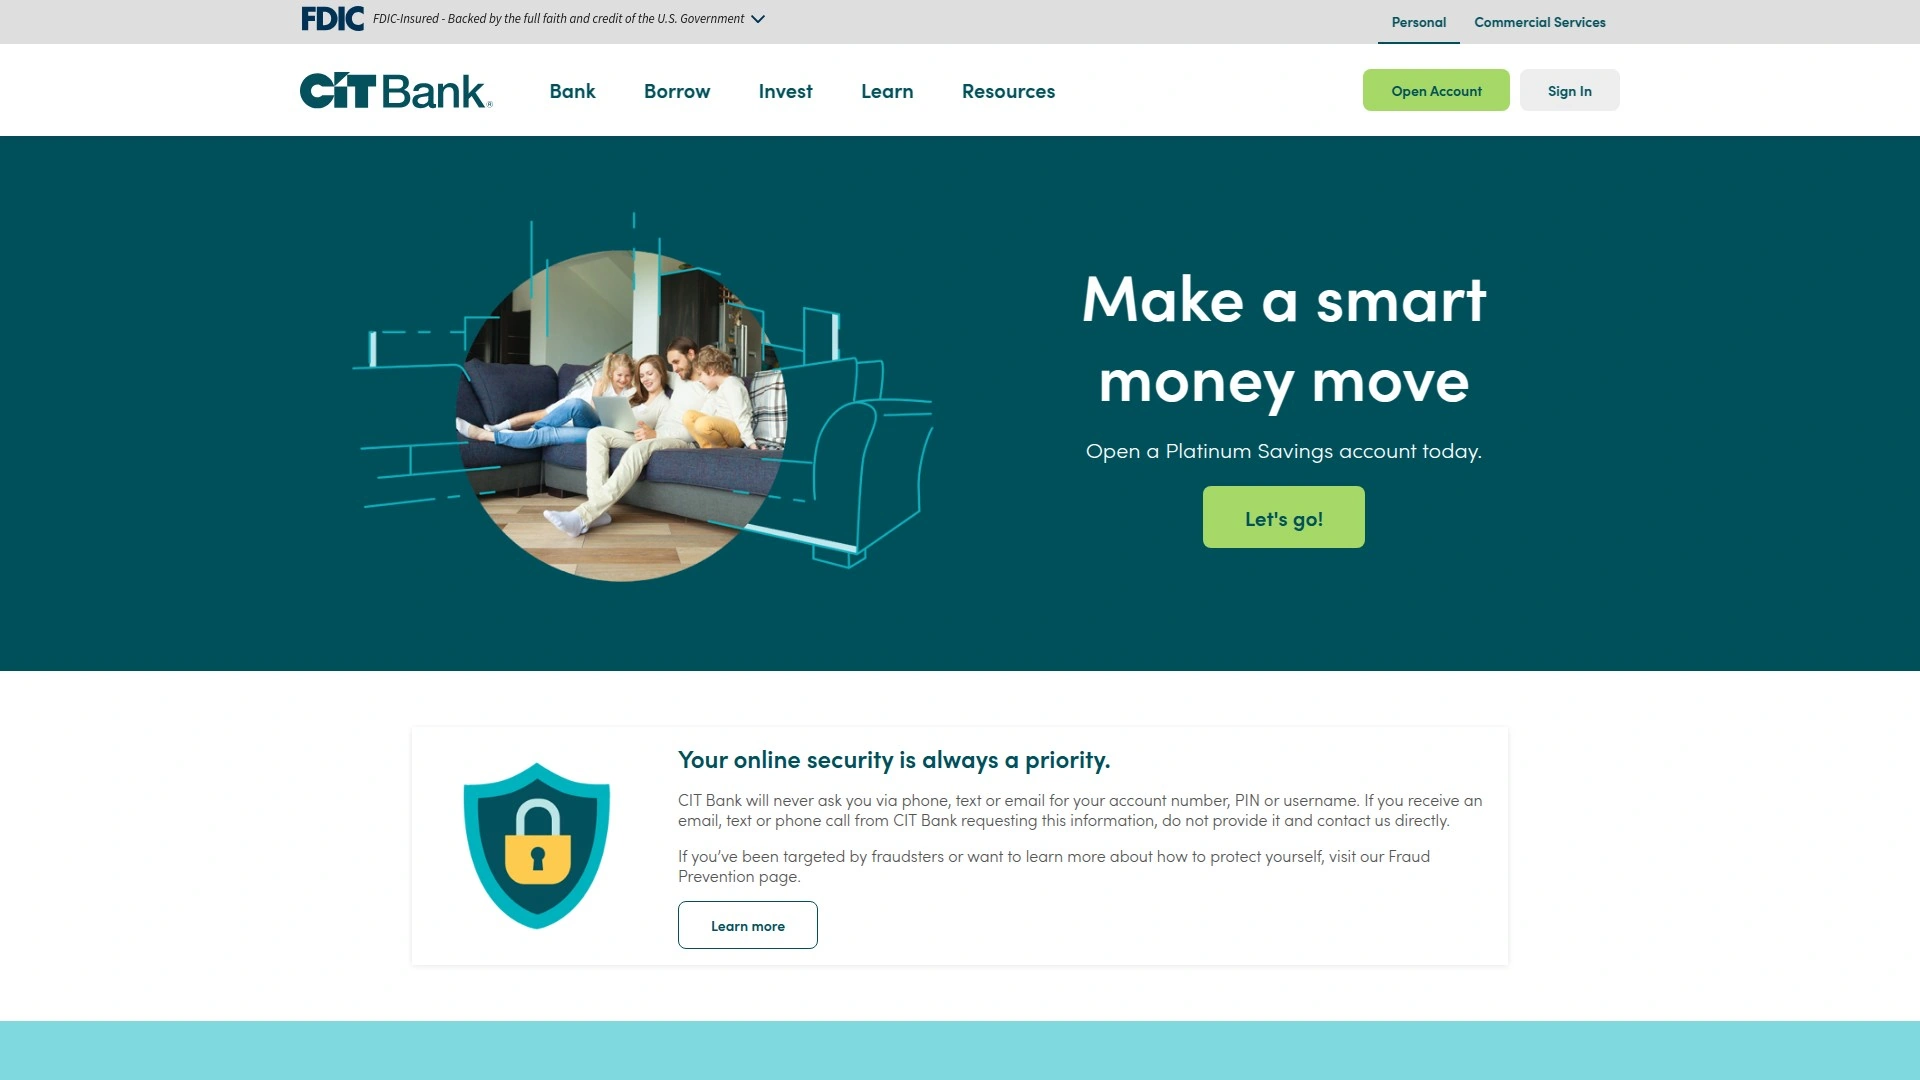 FDIC FDIC-Insured - Backed by the full faith and credit of the U.S. Government
Personal Commercial Services
CIT Bank®
Bank Borrow Invest Learn Resources
Open Account Sign In
Make a smart
money move
Open a Platinum Savings account today.
Let's go!
Your online security is always a priority.
CIT Bank will never ask you via phone, text or email for your account number, PIN or username. If you receive an
email, text or phone call from CIT Bank requesting this information, do not provide it and contact us directly.
If you’ve been targeted by fraudsters or want to learn more about how to protect yourself, visit our Fraud
Prevention page.
Learn more